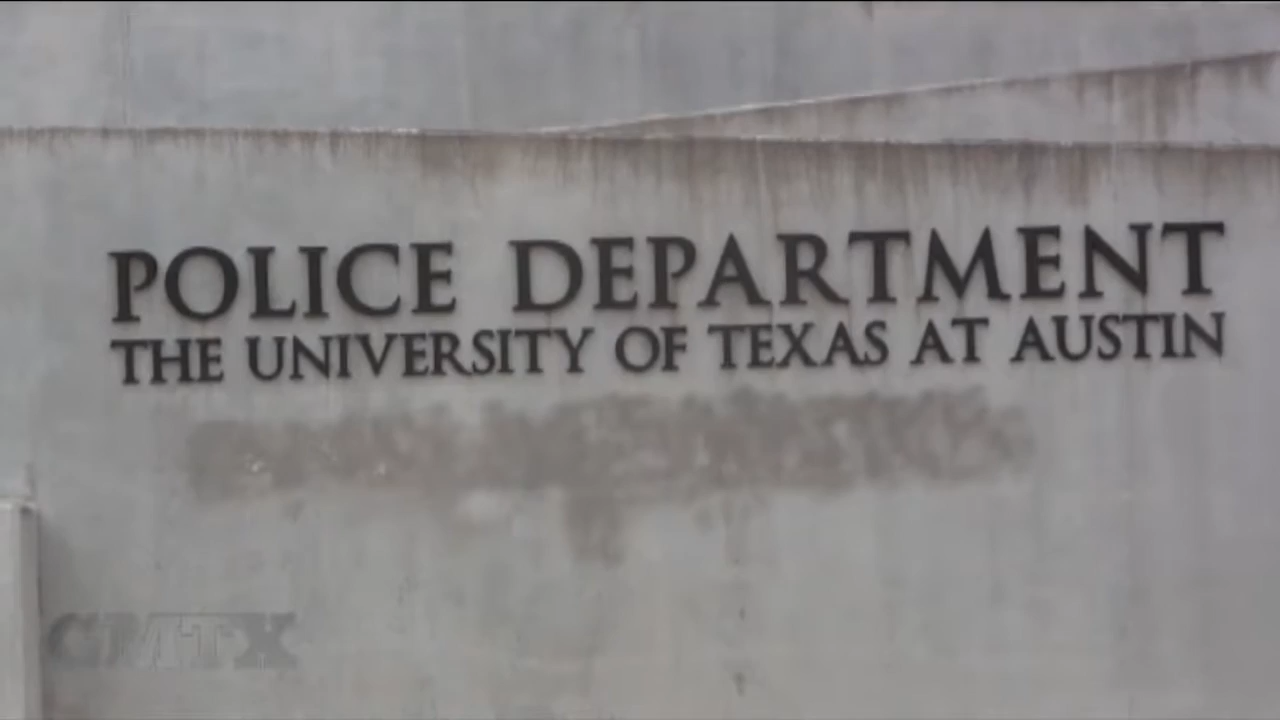 POLICE DEPARTMENT
THE UNIVERSITY OF TEXAS AT AUSTIN
CMTX